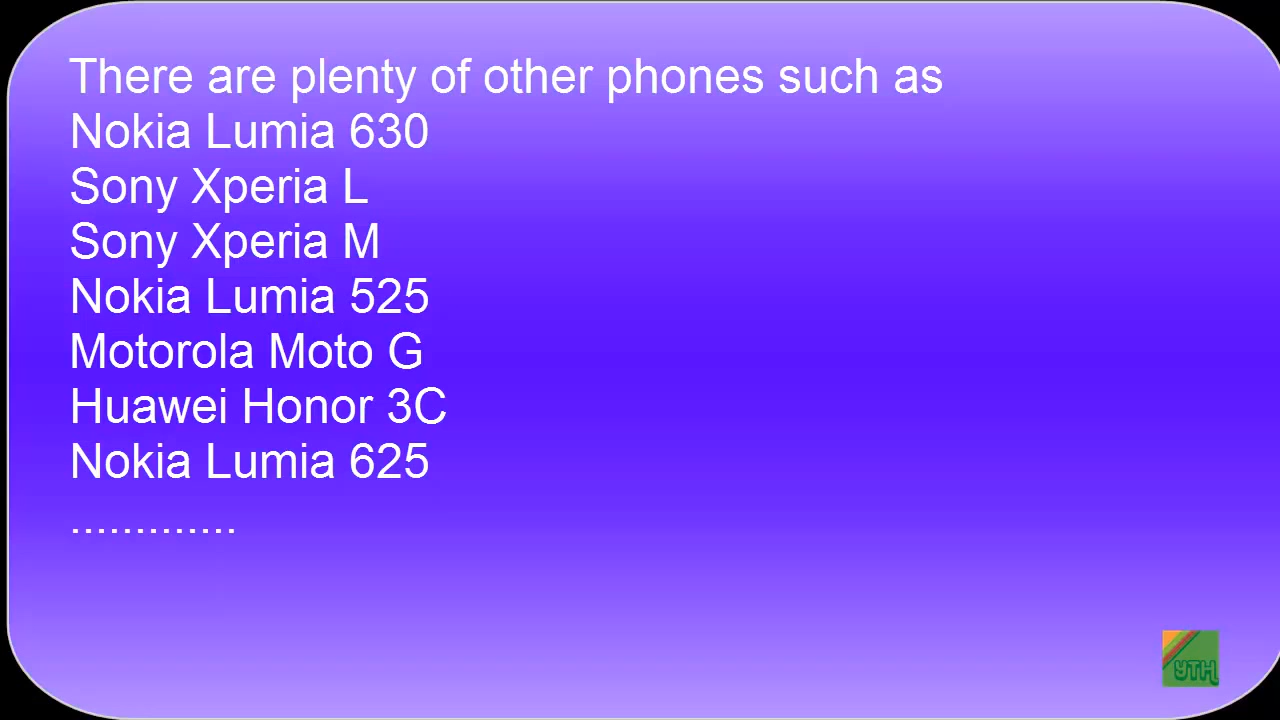 There are plenty of other phones such as
Nokia Lumia 630
Sony Xperia L
Sony Xperia M
Nokia Lumia 525
Motorola Moto G
Huawei Honor 3C
Nokia Lumia 625
.............
YTH